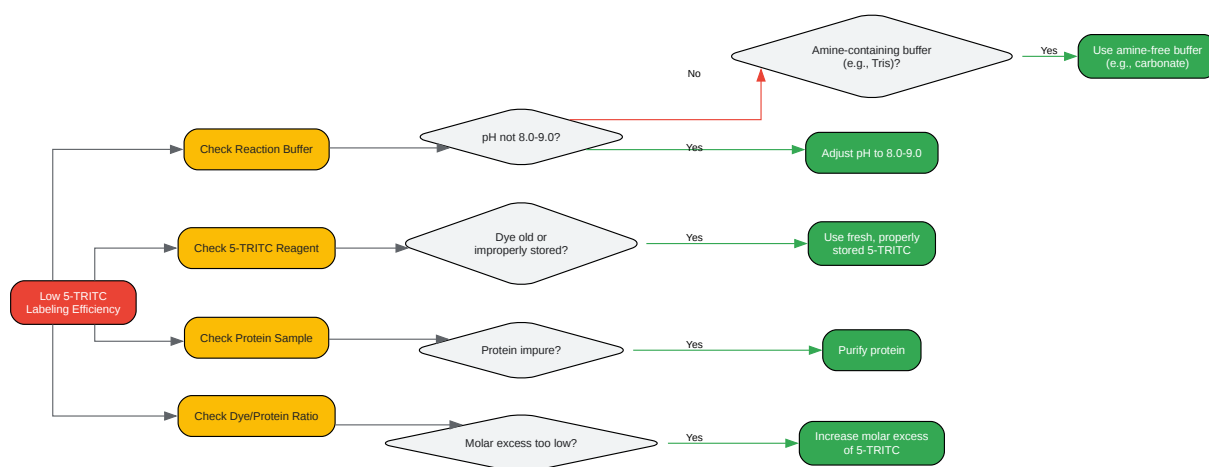 Amine-containing buffer
(e.g., Tris)?
Yes
Use amine-free buffer
(e.g., carbonate)
No
Check Reaction Buffer
pH not 8.0-9.0?
Yes
Adjust pH to 8.0-9.0
Check 5-TRITC Reagent
Dye old or
improperly stored?
Yes
Use fresh, properly
stored 5-TRITC
Low 5-TRITC
Labeling Efficiency
Check Protein Sample
Protein impure?
Yes
Purify protein
Check Dye/Protein Ratio
Molar excess too low?
Yes
Increase molar excess
of 5-TRITC